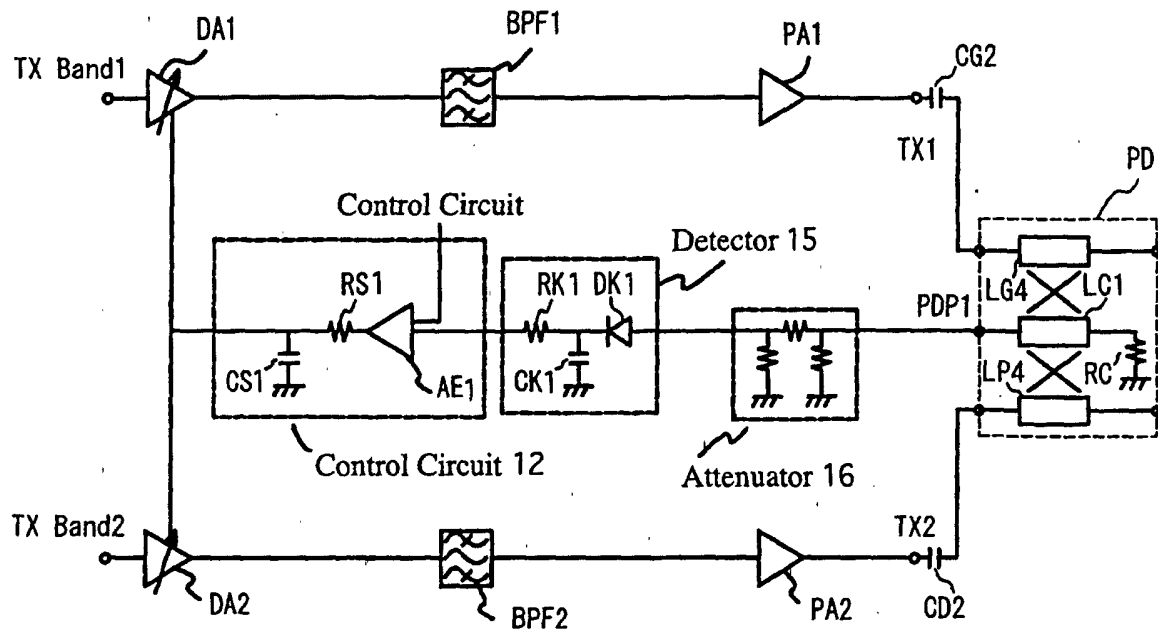 DA1
BPF1
PA1
CG2
TX Band1
TX1
PD
Control Circuit
Detector 15
RS1
RK1
DK1
PDP1
LG4
LC1
CS1
AE1
CK1
LP4
RC
Control Circuit 12
Attenuator 16
TX Band2
TX2
DA2
BPF2
PA2
CD2